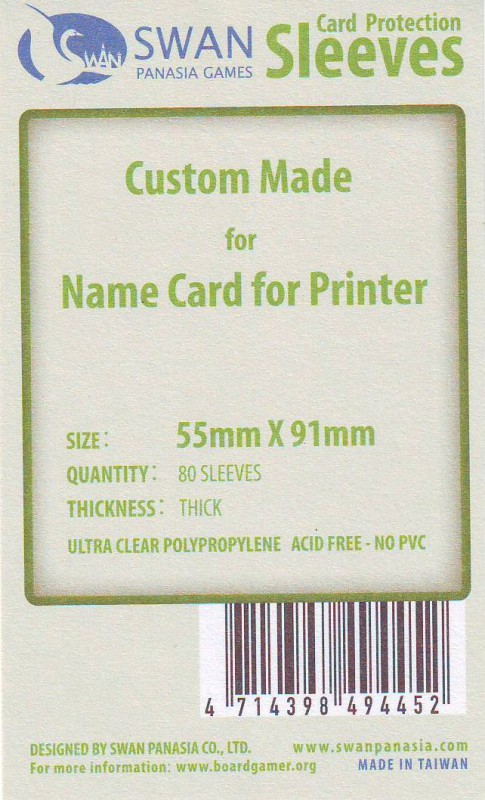 SWAN
SWAN
PANASIA GAMES
Card Protection
Sleeves
Custom Made
for
Name Card for Printer
SIZE: 55mm X 91mm
QUANTITY: 80 SLEEVES
THICKNESS: THICK
ULTRA CLEAR POLYPROPYLENE ACID FREE - NO PVC
4 714398 494452
DESIGNED BY SWAN PANASIA CO., LTD. www.swanpanasia.com
For more information: www.boardgamer.org MADE IN TAIWAN